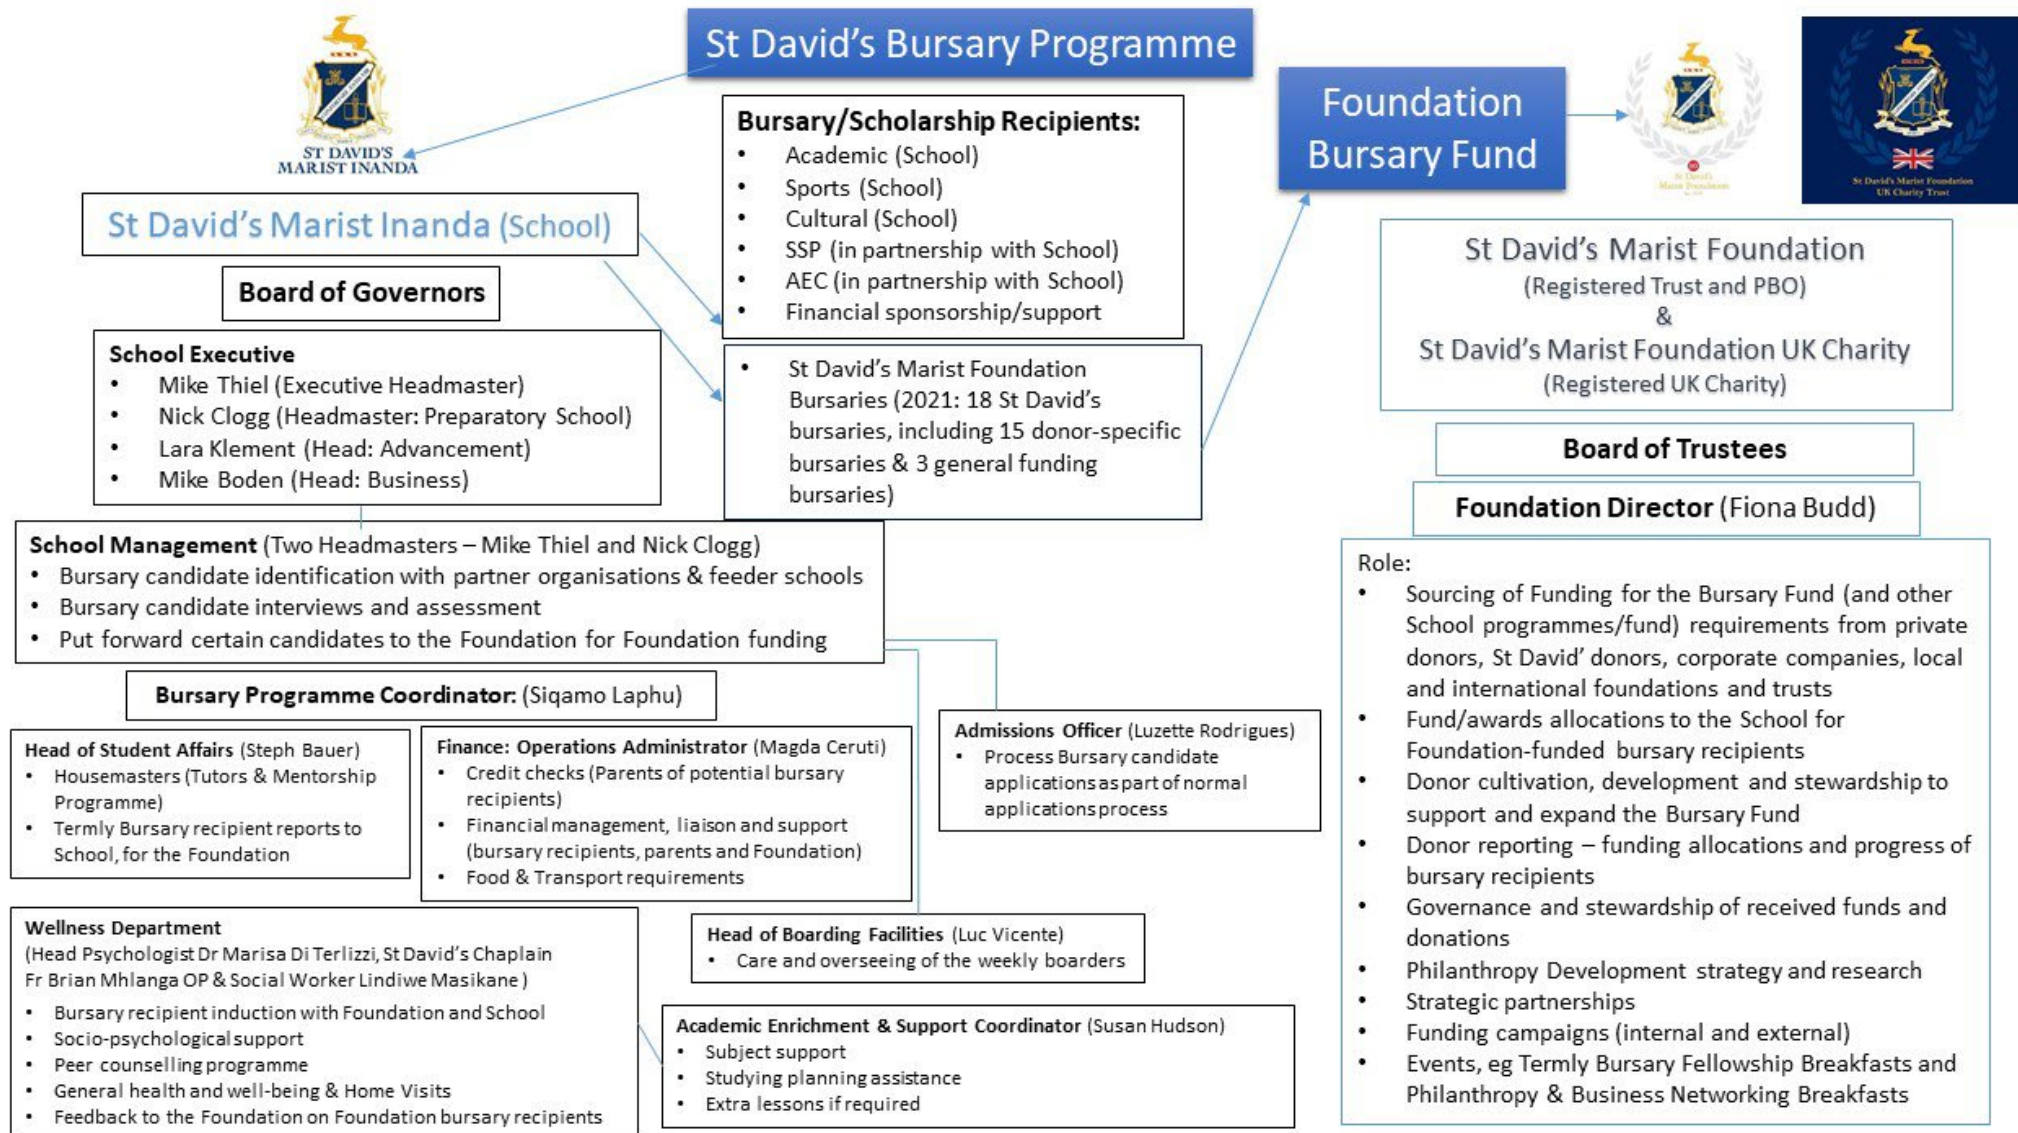 St David's Bursary Programme
ST DAVID'S
MARIST INANDA
St David's Marist Inanda (School)
Board of Governors
School Executive
• Mike Thiel (Executive Headmaster)
• Nick Clogg (Headmaster: Preparatory School)
• Lara Klement (Head: Advancement)
• Mike Boden (Head: Business)
Bursary/Scholarship Recipients:
• Academic (School)
• Sports (School)
• Cultural (School)
• SSP (in partnership with School)
• AEC (in partnership with School)
• Financial sponsorship/support
• St David's Marist Foundation
Bursaries (2021: 18 St David's
bursaries, including 15 donor-specific
bursaries & 3 general funding
bursaries)
School Management (Two Headmasters – Mike Thiel and Nick Clogg)
• Bursary candidate identification with partner organisations & feeder schools
• Bursary candidate interviews and assessment
• Put forward certain candidates to the Foundation for Foundation funding
Bursary Programme Coordinator: (Siqamo Laphu)
Head of Student Affairs (Steph Bauer)
• Housemasters (Tutors & Mentorship
Programme)
• Termly Bursary recipient reports to
School, for the Foundation
Finance: Operations Administrator (Magda Ceruti)
• Credit checks (Parents of potential bursary
recipients)
• Financial management, liaison and support
(bursary recipients, parents and Foundation)
• Food & Transport requirements
Admissions Officer (Luzette Rodrigues)
• Process Bursary candidate
applications as part of normal
applications process
Wellness Department
(Head Psychologist Dr Marisa Di Terlizzi, St David's Chaplain
Fr Brian Mhlanga OP & Social Worker Lindiwe Masikane )
• Bursary recipient induction with Foundation and School
• Socio-psychological support
• Peer counselling programme
• General health and well-being & Home Visits
• Feedback to the Foundation on Foundation bursary recipients
Head of Boarding Facilities (Luc Vicente)
• Care and overseeing of the weekly boarders
Academic Enrichment & Support Coordinator (Susan Hudson)
• Subject support
• Studying planning assistance
• Extra lessons if required
Foundation
Bursary Fund
St David's
Marist Foundation
St David's Marist Foundation
UK Charity Trust
St David's Marist Foundation
(Registered Trust and PBO)
&
St David's Marist Foundation UK Charity
(Registered UK Charity)
Board of Trustees
Foundation Director (Fiona Budd)
Role:
• Sourcing of Funding for the Bursary Fund (and other
School programmes/fund) requirements from private
donors, St David' donors, corporate companies, local
and international foundations and trusts
• Fund/awards allocations to the School for
Foundation-funded bursary recipients
• Donor cultivation, development and stewardship to
support and expand the Bursary Fund
• Donor reporting – funding allocations and progress of
bursary recipients
• Governance and stewardship of received funds and
donations
• Philanthropy Development strategy and research
• Strategic partnerships
• Funding campaigns (internal and external)
• Events, eg Termly Bursary Fellowship Breakfasts and
Philanthropy & Business Networking Breakfasts